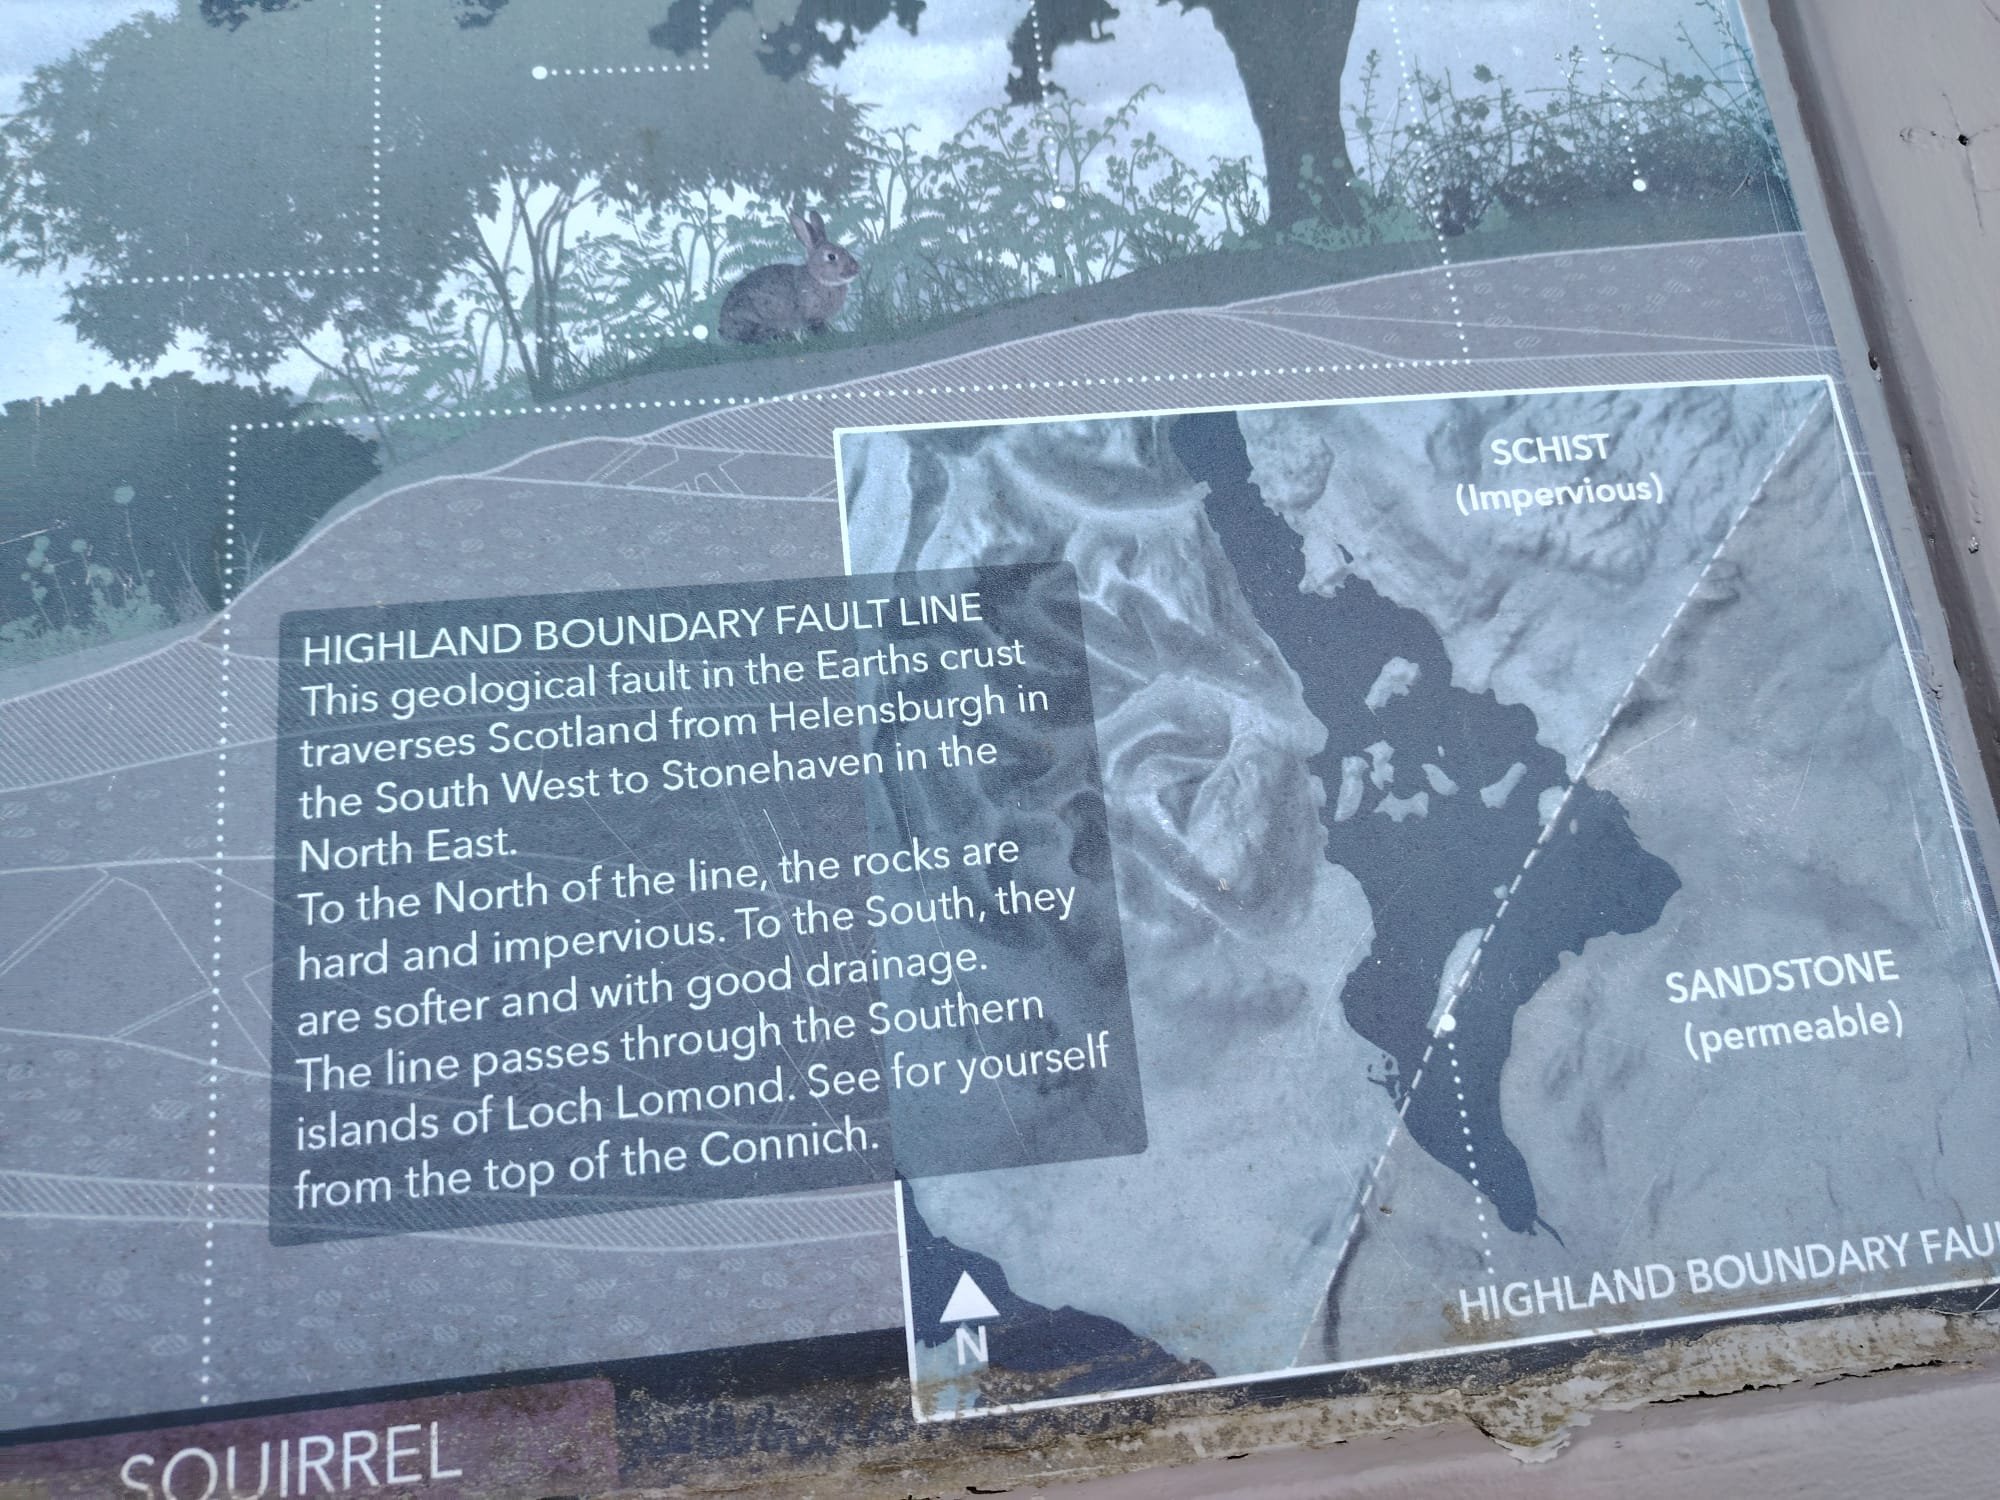 SCHIST
(Impervious)
HIGHLAND BOUNDARY FAULT LINE
This geological fault in the Earths crust
traverses Scotland from Helensburgh in
the South West to Stonehaven in the
North East.
To the North of the line, the rocks are
hard and impervious. To the South, they
are softer and with good drainage.
The line passes through the Southern
islands of Loch Lomond. See for yourself
from the top of the Connich.
SANDSTONE
(permeable)
HIGHLAND BOUNDARY
N
SQUIRREL